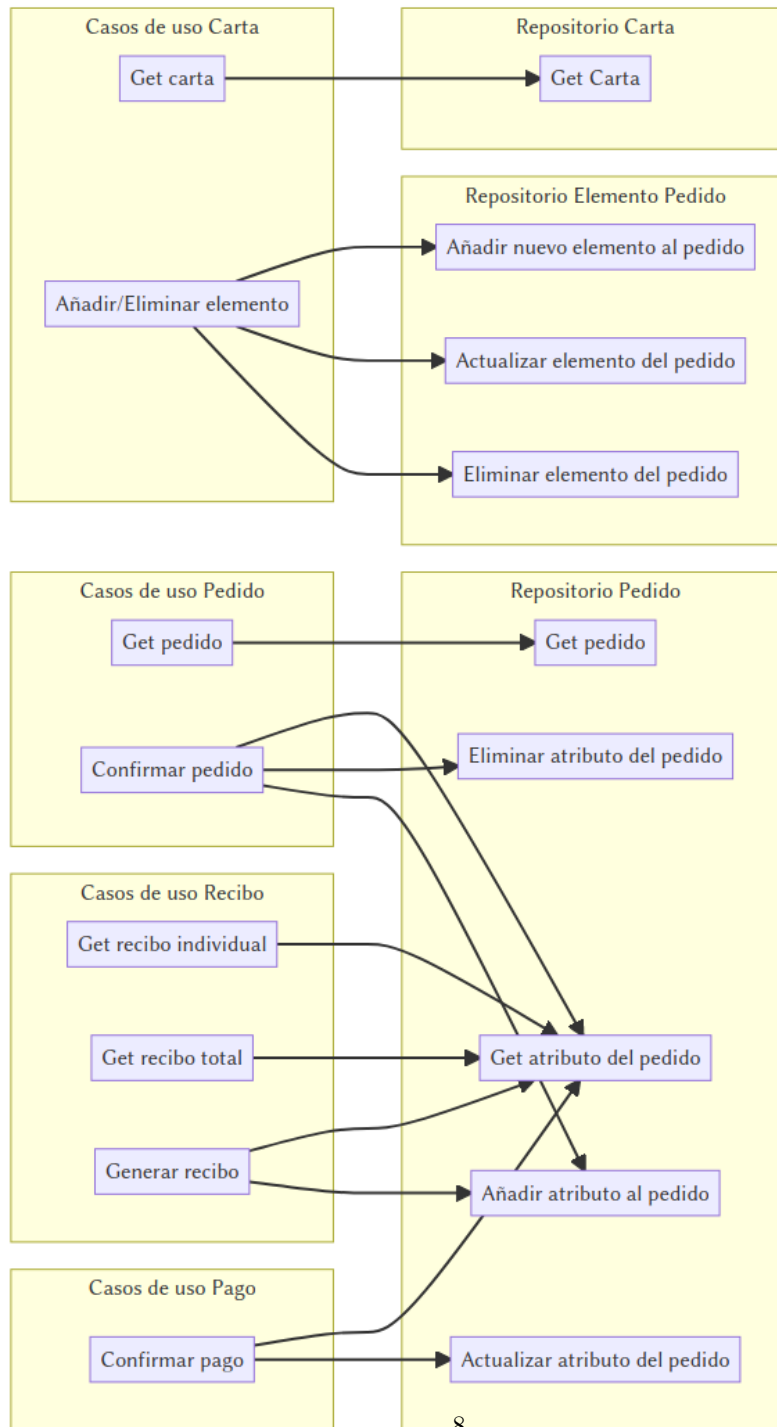 Casos de uso Carta
Get carta
Añadir/Eliminar elemento
Repositorio Carta
Get Carta
Repositorio Elemento Pedido
Añadir nuevo elemento al pedido
Actualizar elemento del pedido
Eliminar elemento del pedido
Casos de uso Pedido
Get pedido
Confirmar pedido
Casos de uso Recibo
Get recibo individual
Get recibo total
Generar recibo
Casos de uso Pago
Confirmar pago
Repositorio Pedido
Get pedido
Eliminar atributo del pedido
Get atributo del pedido
Añadir atributo al pedido
Actualizar atributo del pedido
8